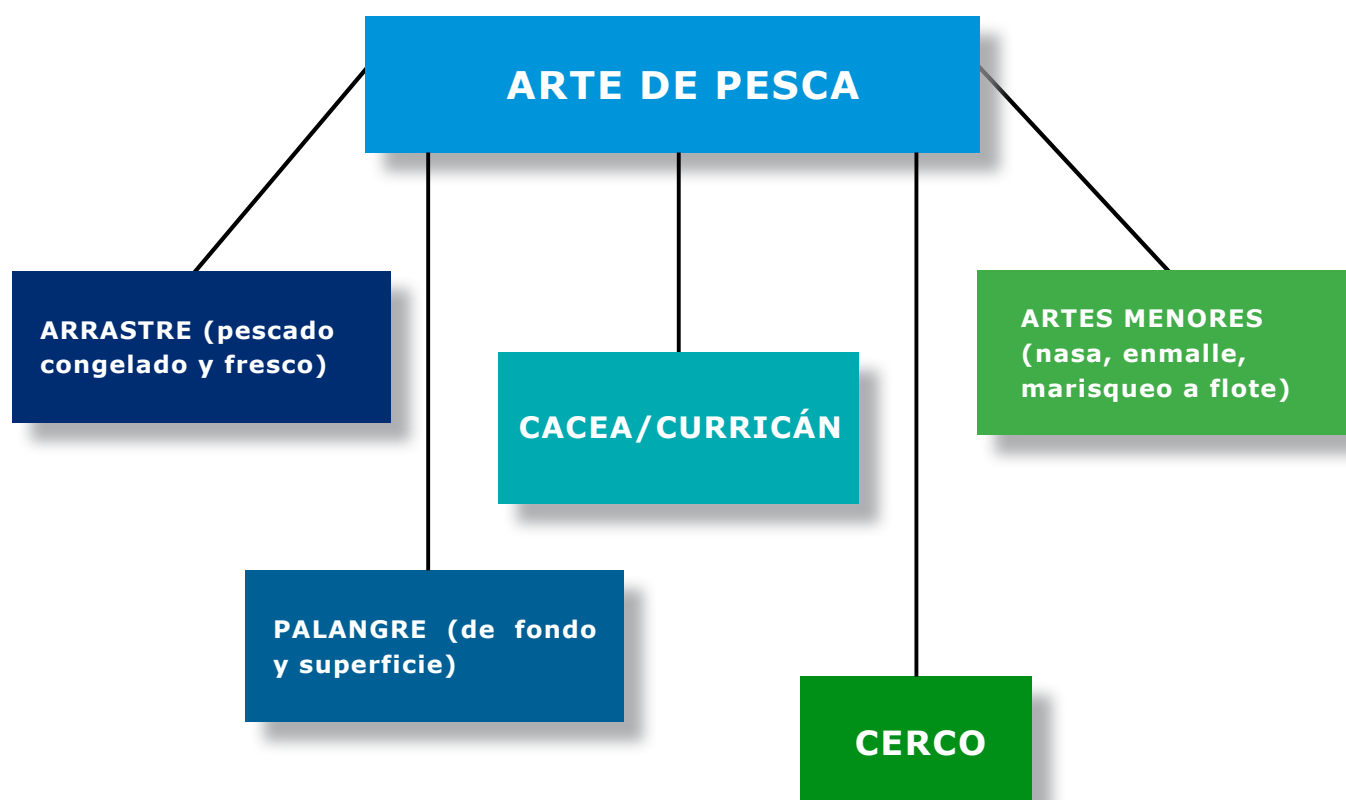 ARTE DE PESCA
ARRASTRE (pescado
congelado y fresco)
ARTES MENORES
(nasa, enmalle,
marisqueo a flote)
CACEA/CURRICÁN
PALANGRE (de fondo
y superficie)
CERCO